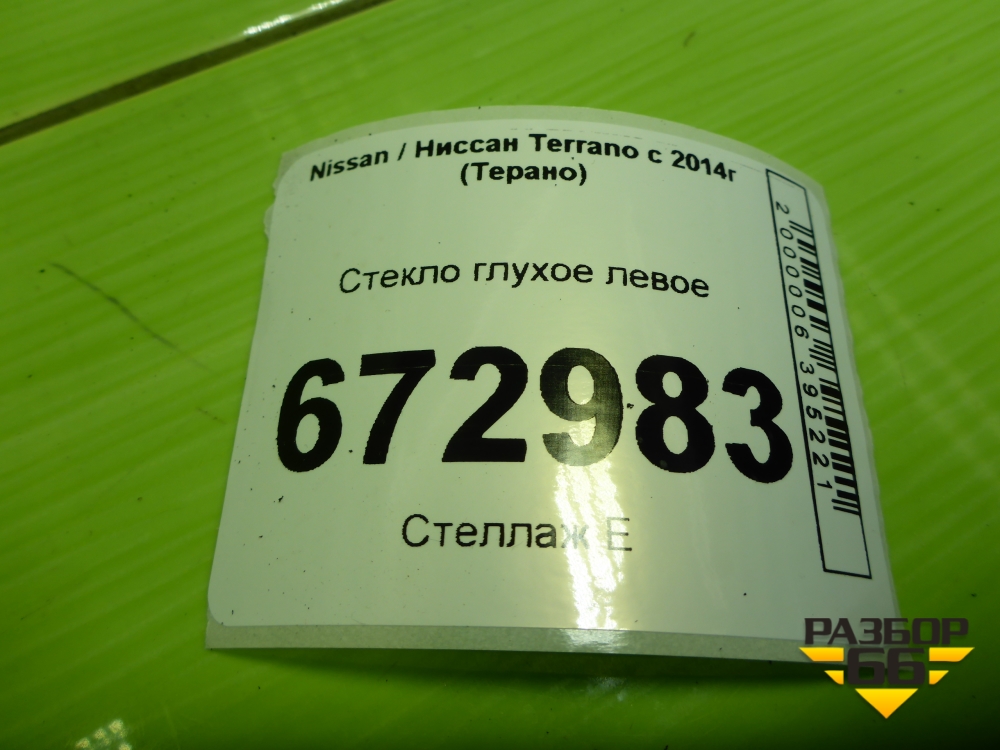 Nissan / Ниссан Terrano с 2014г
(Терано)
Стекло глухое левое
672983
Стеллаж Е
2000006395221
РАЗБОР
66